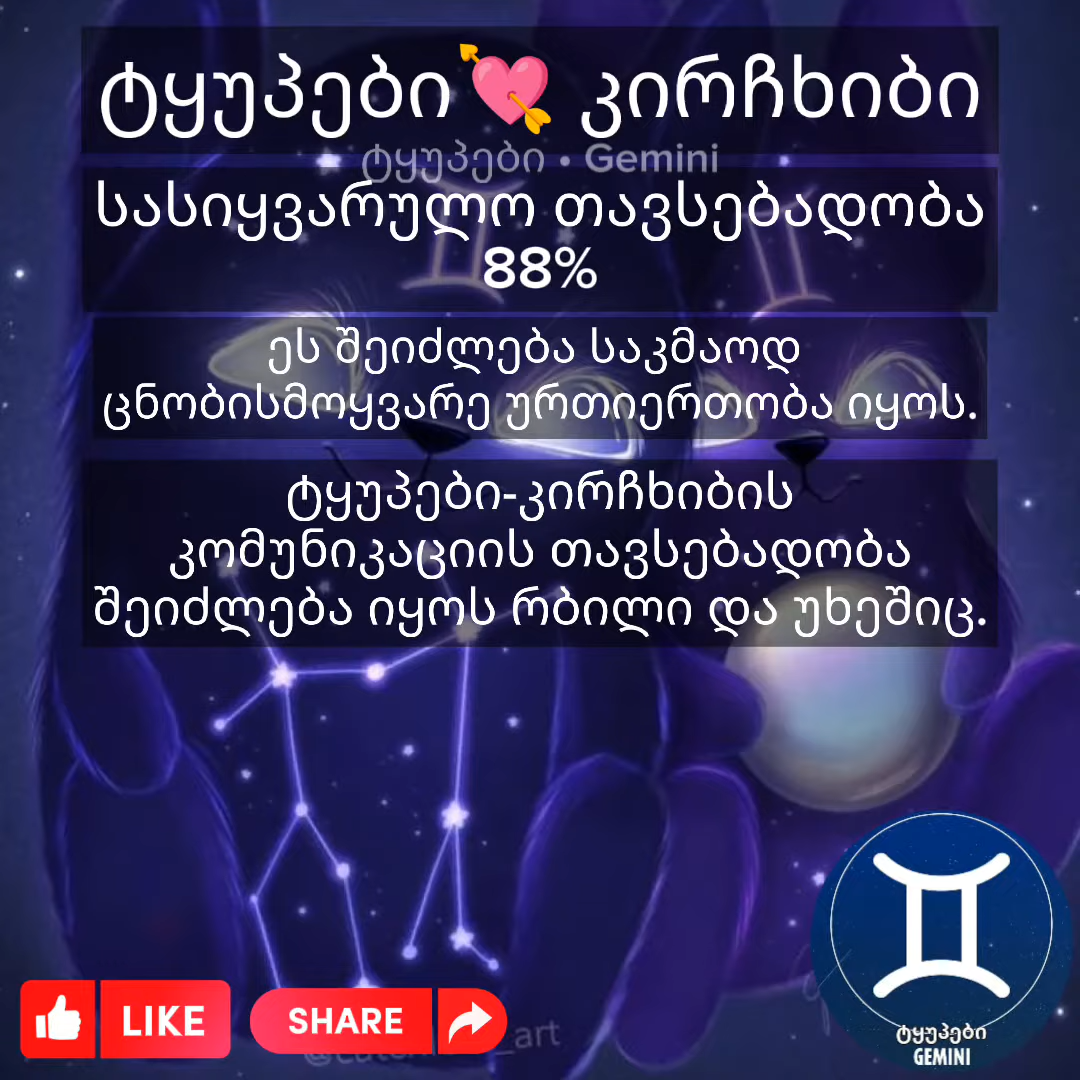 ტყუპები💘 კირჩხიბი
ტყუპები • Gemini
სასიყვარულო თავსებადობა
88%
ეს შეიძლება საკმაოდ
ცნობისმოყვარე ურთიერთობა იყოს.
ტყუპები-კირჩხიბის
კომუნიკაციის თავსებადობა
შეიძლება იყოს რბილი და უხეშიც.
LIKE
SHARE
ტყუპები
GEMINI